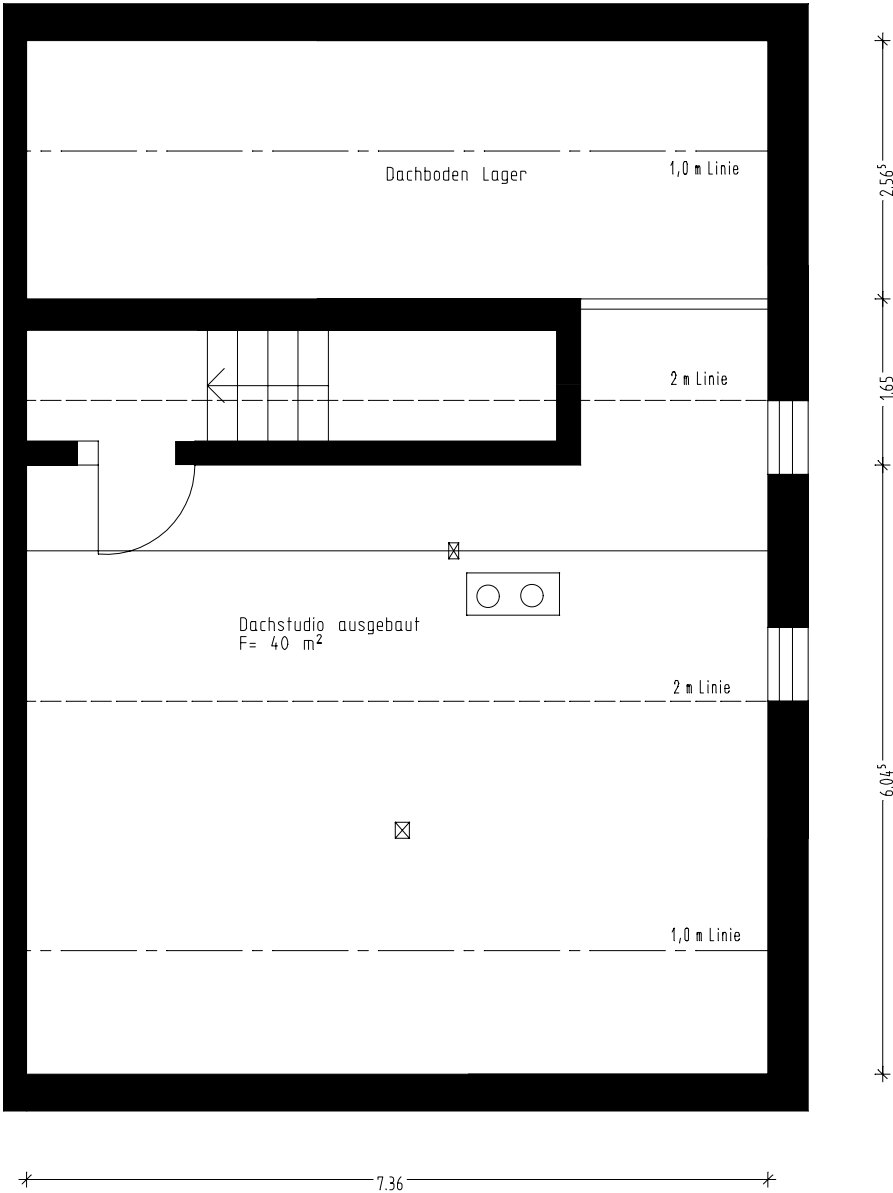 Dachboden Lager
1,0 m Linie
2.56⁵
2 m Linie
1.65
Dachstudio ausgebaut
F= 40 m²
2 m Linie
6.04⁵
1,0 m Linie
7.36